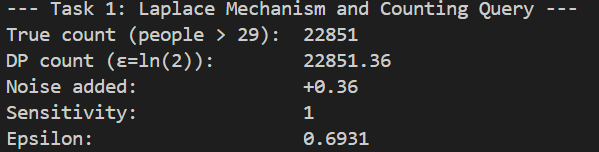 --- Task 1: Laplace Mechanism and Counting Query ---
True count (people > 29): 22851
DP count (ε=ln(2)): 22851.36
Noise added: +0.36
Sensitivity: 1
Epsilon: 0.6931